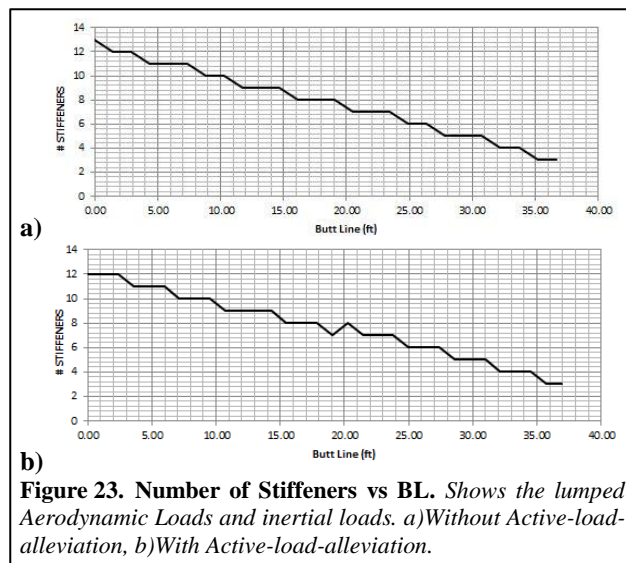 14
12
10
8
6
4
2
0
# STIFFENERS
0.00 5.00 10.00 15.00 20.00 25.00 30.00 35.00 40.00
Butt Line (ft)
a)
14
12
10
8
6
4
2
0
# STIFFENERS
0.00 5.00 10.00 15.00 20.00 25.00 30.00 35.00 40.00
Butt Line (ft)
b)
Figure 23. Number of Stiffeners vs BL. Shows the lumped
Aerodynamic Loads and inertial loads. a)Without Active-load-
alleviation, b)With Active-load-alleviation.